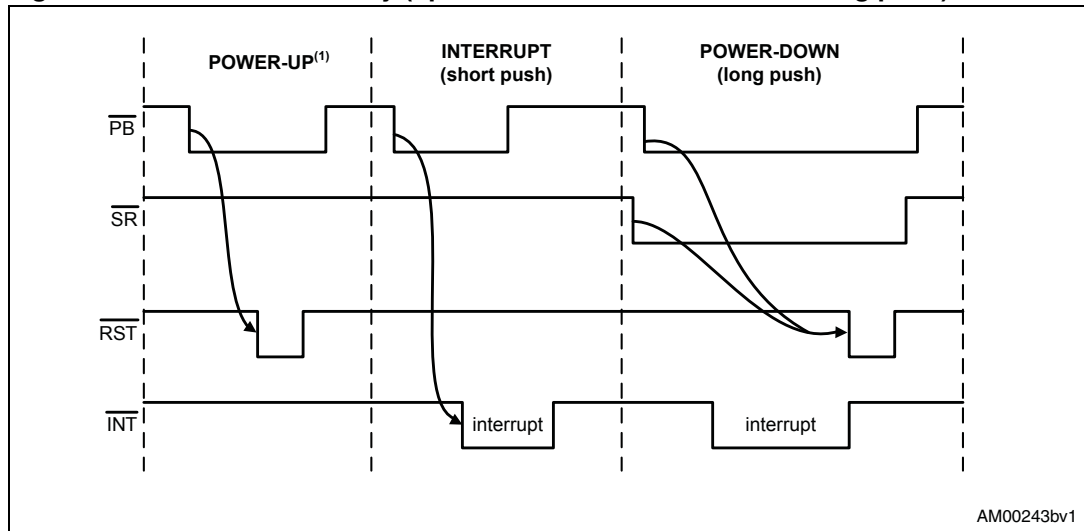 POWER-UP(1)
INTERRUPT
(short push)
POWER-DOWN
(long push)
PB
SR
RST
INT
interrupt
interrupt
AM00243bv1